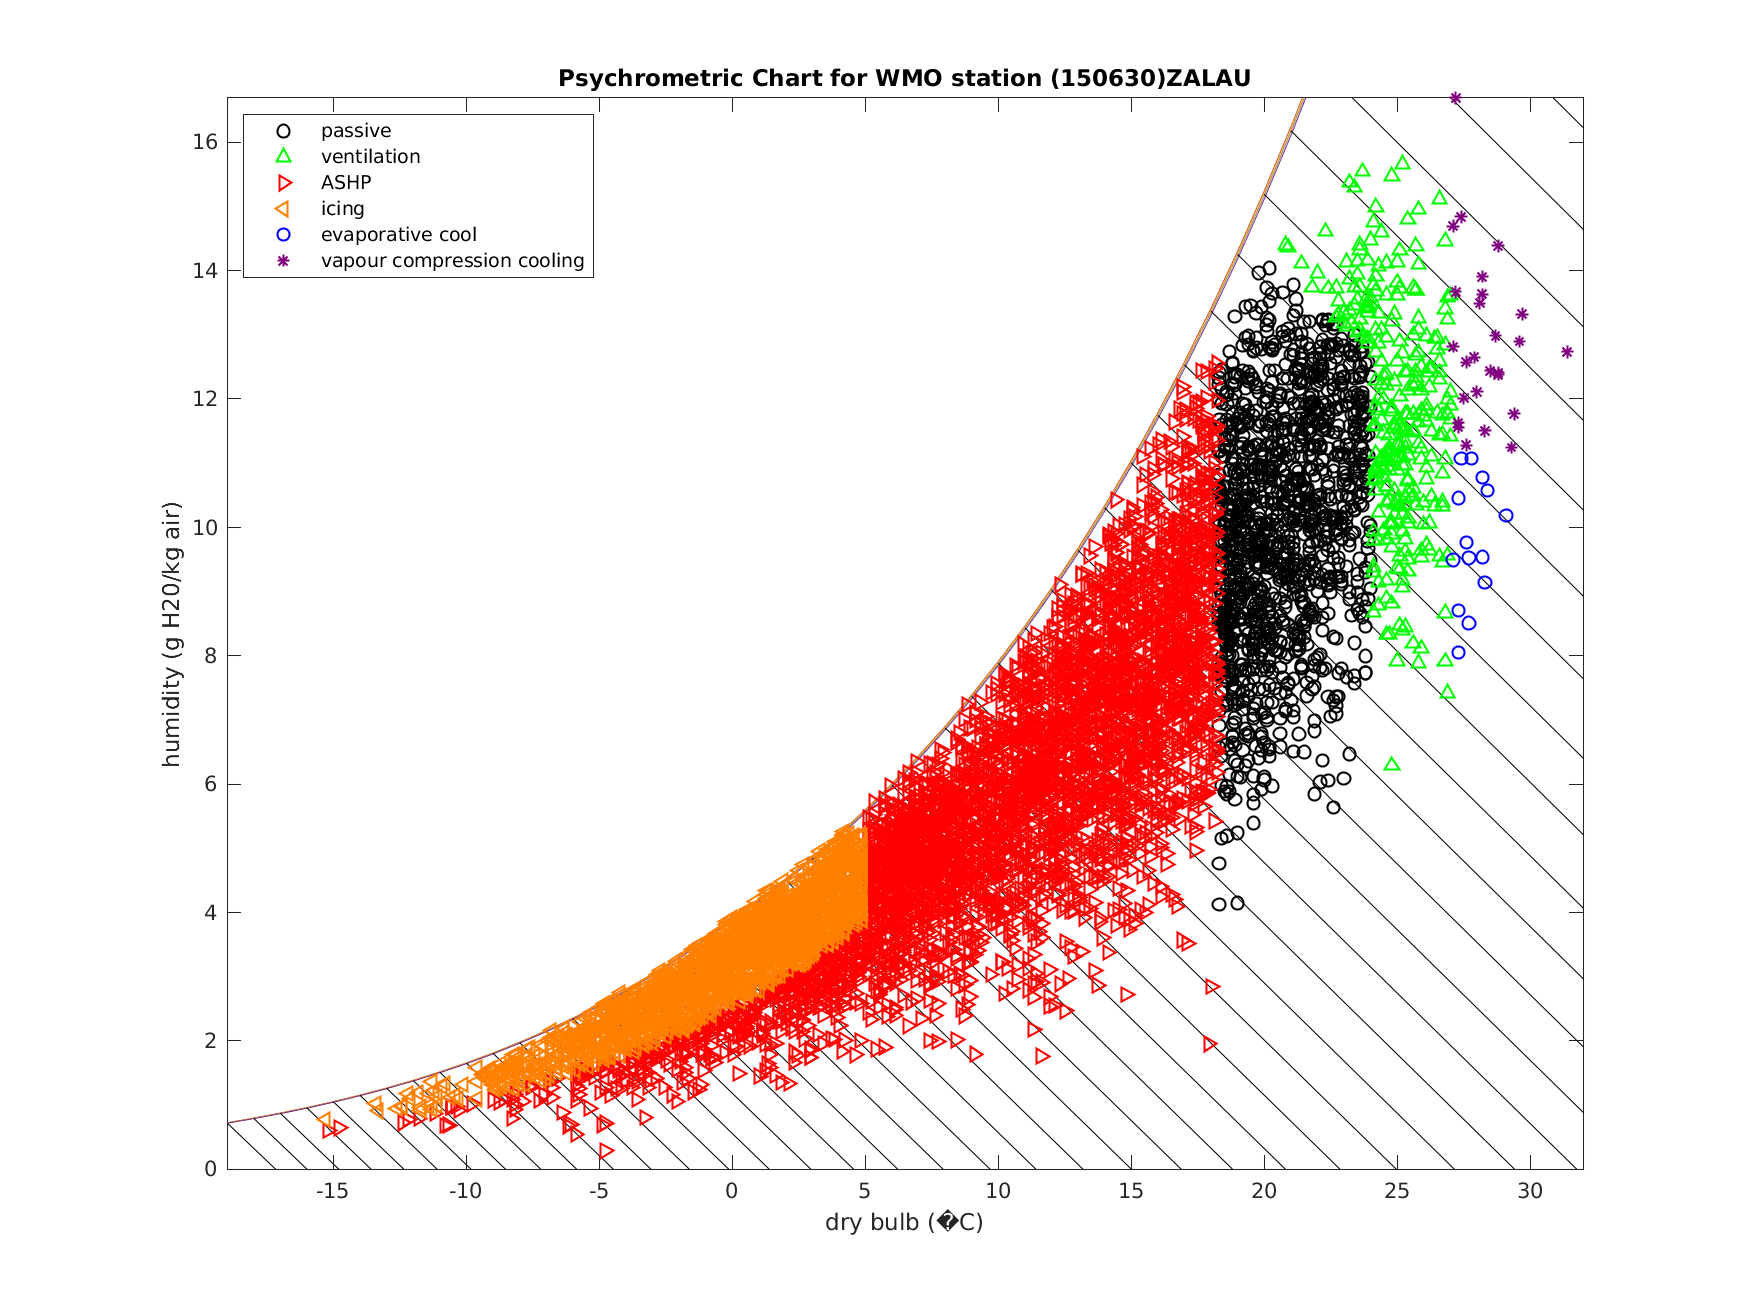 Psychrometric Chart for WMO station (150630)ZALAU
passive
ventilation
ASHP
icing
evaporative cool
vapour compression cooling
humidity (g H20/kg air)
16
14
12
10
8
6
4
2
0
-15 -10 -5 0 5 10 15 20 25 30
dry bulb (�C)